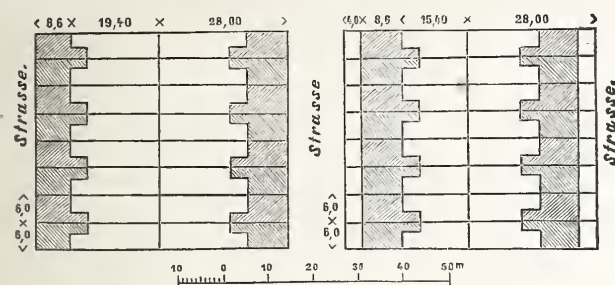 < 8,6 × 19,40 × 28,00 >
<4,0× 8,6 < 15,40 × 28,00 >
Strasse.
Strasse
Strasse.
< 6,0 × 6,0 >
< 6,0 × 6,0 >
10 0 10 20 30 40 50 m